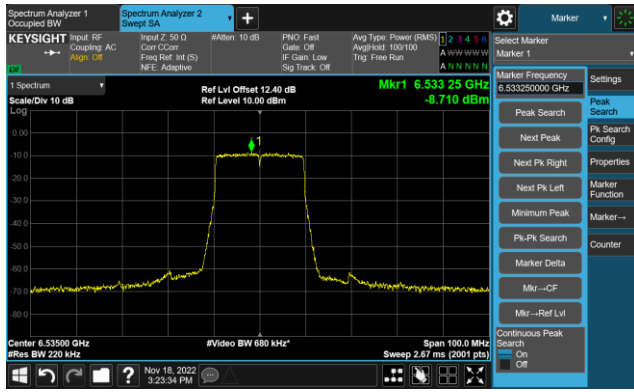 Spectrum Analyzer 1
Occupied BW
Spectrum Analyzer 2
Swept SA
Marker
KEYSIGHT
Input: RF
Coupling: AC
Align: Off
Input Z: 50 Ω
Corr CCorr
Freq Ref: Int (S)
NFE: Adaptive
#Atten: 10 dB
PNO: Fast
Gate: Off
IF Gain: Low
Sig Track: Off
Avg Type: Power (RMS)
Avg|Hold: 100/100
Trig: Free Run
1 2 3 4 5 6
A W W W W W
A N N N N N
Select Marker
Marker 1
1 Spectrum
Scale/Div 10 dB
Log
Ref Lvl Offset 12.40 dB
Ref Level 10.00 dBm
Mkr1 6.533 25 GHz
-8.710 dBm
1
0.00
-10.0
-20.0
-30.0
-40.0
-50.0
-60.0
-70.0
-80.0
Center 6.53500 GHz
#Res BW 220 kHz
#Video BW 680 kHz*
Span 100.0 MHz
Sweep 2.67 ms (2001 pts)
Marker Frequency
6.533250000 GHz
Peak Search
Next Peak
Next Pk Right
Next Pk Left
Minimum Peak
Pk-Pk Search
Marker Delta
Mkr→CF
Mkr→Ref Lvl
Continuous Peak
Search
On
Off
Settings
Peak
Search
Pk Search
Config
Properties
Marker
Function
Marker→
Counter
?
Nov 18, 2022
3:23:34 PM